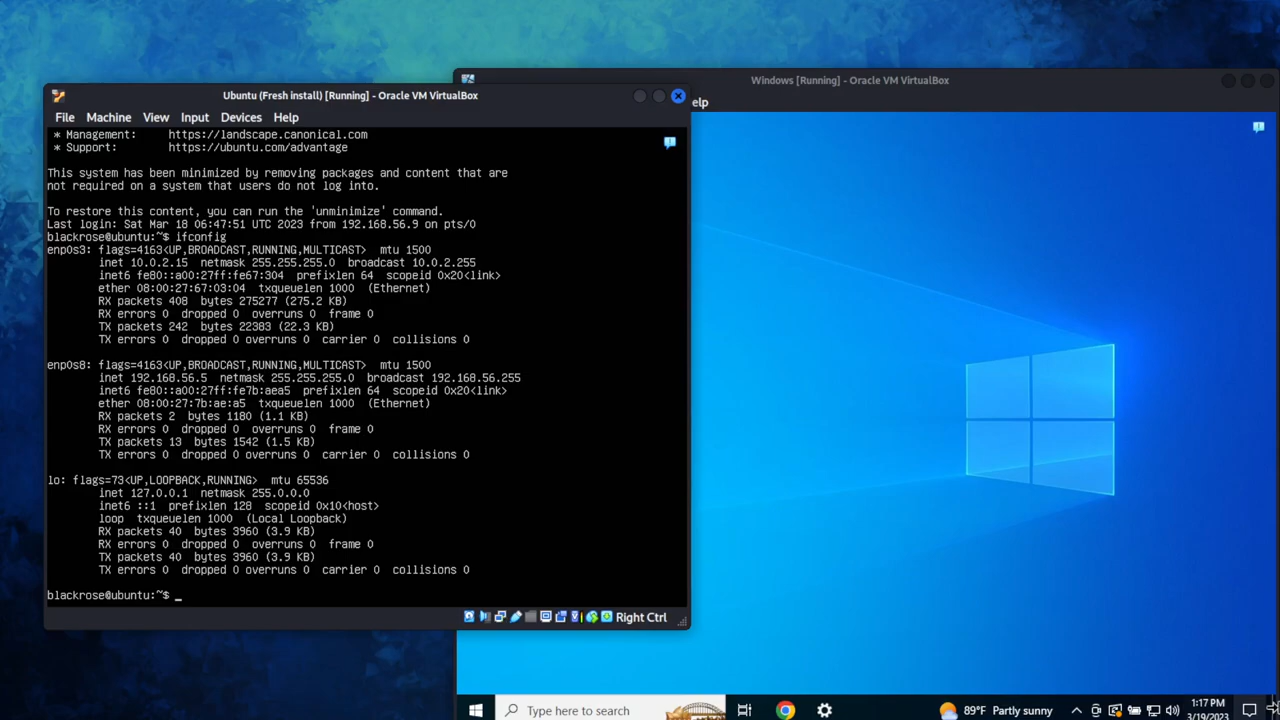 Windows [Running] - Oracle VM VirtualBox
elp
Ubuntu (Fresh install) [Running] - Oracle VM VirtualBox
File Machine View Input Devices Help
* Management: https://landscape.canonical.com
* Support: https://ubuntu.com/advantage
This system has been minimized by removing packages and content that are
not required on a system that users do not log into.
To restore this content, you can run the 'unminimize' command.
Last login: Sat Mar 18 06:47:51 UTC 2023 from 192.168.56.9 on pts/0
blackrose@ubuntu:~$ ifconfig
enp0s3: flags=4163<UP,BROADCAST,RUNNING,MULTICAST> mtu 1500
inet 10.0.2.15 netmask 255.255.255.0 broadcast 10.0.2.255
inet6 fe80::a00:27ff:fe67:304 prefixlen 64 scopeid 0x20<link>
ether 08:00:27:67:03:04 txqueuelen 1000 (Ethernet)
RX packets 408 bytes 275277 (275.2 KB)
RX errors 0 dropped 0 overruns 0 frame 0
TX packets 242 bytes 22383 (22.3 KB)
TX errors 0 dropped 0 overruns 0 carrier 0 collisions 0
enp0s8: flags=4163<UP,BROADCAST,RUNNING,MULTICAST> mtu 1500
inet 192.168.56.5 netmask 255.255.255.0 broadcast 192.168.56.255
inet6 fe80::a00:27ff:fe7b:aea5 prefixlen 64 scopeid 0x20<link>
ether 08:00:27:7b:ae:a5 txqueuelen 1000 (Ethernet)
RX packets 2 bytes 1180 (1.1 KB)
RX errors 0 dropped 0 overruns 0 frame 0
TX packets 13 bytes 1542 (1.5 KB)
TX errors 0 dropped 0 overruns 0 carrier 0 collisions 0
lo: flags=73<UP,LOOPBACK,RUNNING> mtu 65536
inet 127.0.0.1 netmask 255.0.0.0
inet6 ::1 prefixlen 128 scopeid 0x10<host>
loop txqueuelen 1000 (Local Loopback)
RX packets 40 bytes 3960 (3.9 KB)
RX errors 0 dropped 0 overruns 0 frame 0
TX packets 40 bytes 3960 (3.9 KB)
TX errors 0 dropped 0 overruns 0 carrier 0 collisions 0
blackrose@ubuntu:~$ _
Right Ctrl
Type here to search
89°F Partly sunny
1:17 PM
3/19/2023